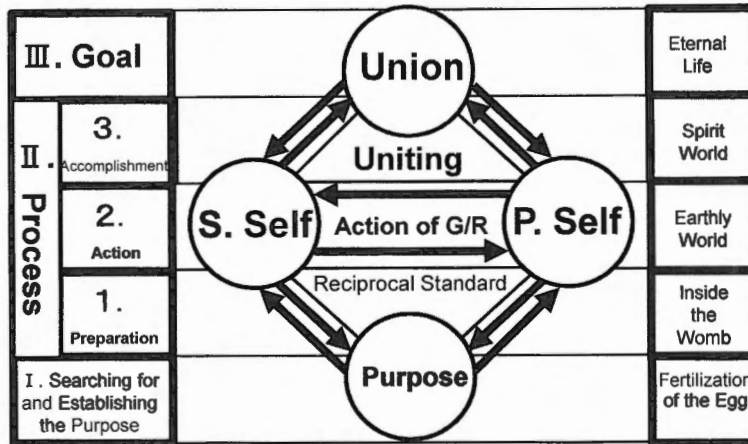 Ⅲ. Goal
Union
Eternal
Life
Ⅱ. Process
3.
Accomplishment
Uniting
Spirit
World
2.
Action
S. Self
Action of G/R
P. Self
Earthly
World
1.
Preparation
Reciprocal Standard
Inside
the
Womb
Ⅰ. Searching for
and Establishing
the Purpose
Purpose
Fertilization
of the Egg